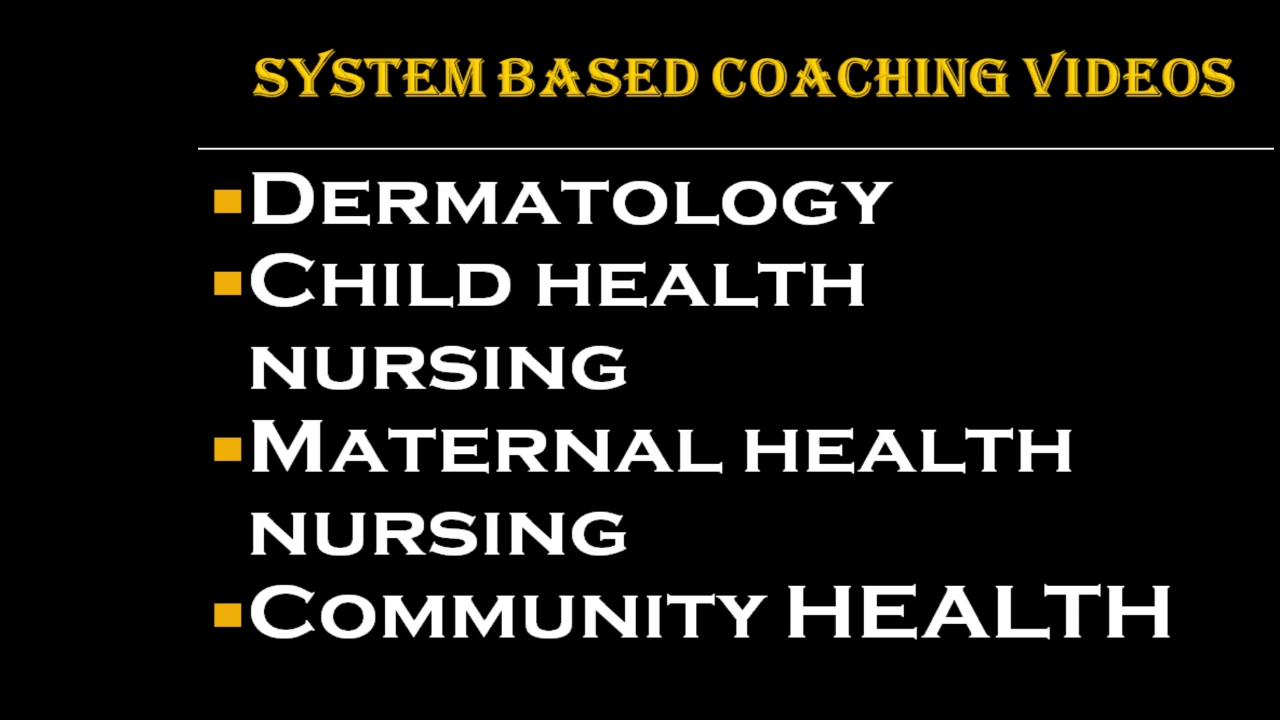 SYSTEM BASED COACHING VIDEOS
DERMATOLOGY
CHILD HEALTH
NURSING
MATERNAL HEALTH
NURSING
COMMUNITY HEALTH